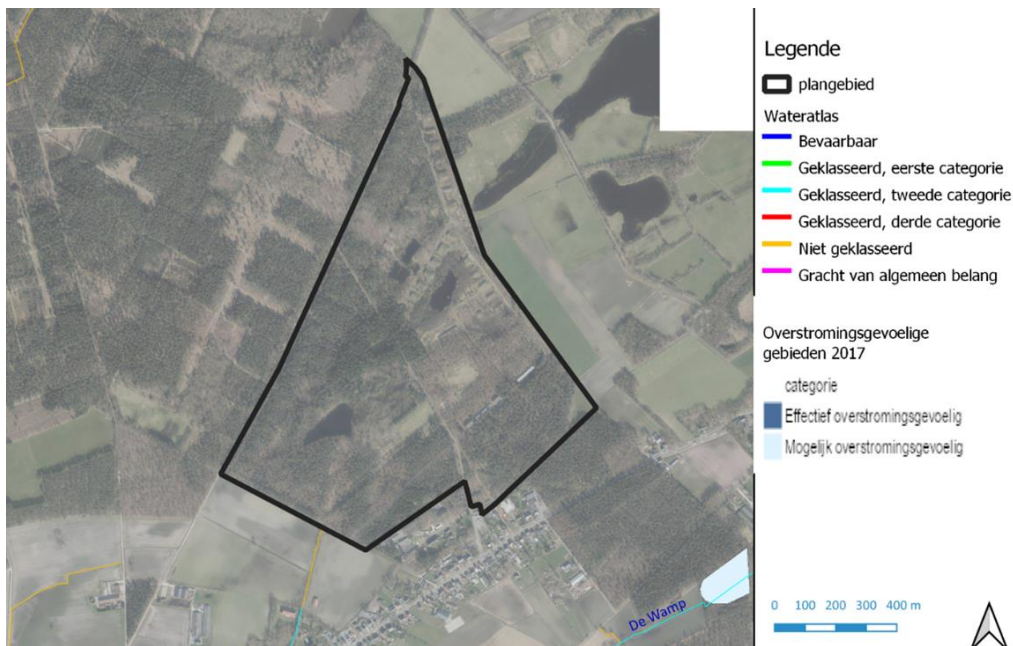 Legende
plangebied
Wateratlas
Bevaarbaar
Geklasseerd, eerste categorie
Geklasseerd, tweede categorie
Geklasseerd, derde categorie
Niet geklasseerd
Gracht van algemeen belang
Overstromingsgevoelige
gebieden 2017
categorie
Effectief overstromingsgevoelig
Mogelijk overstromingsgevoelig
De Wamp
0 100 200 300 400 m